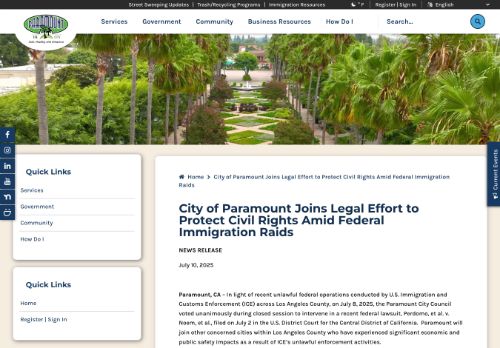 Street Sweeping Updates | Trash/Recycling Programs | Immigration Resources
°F
Register | Sign In
English
PARAMOUNT
Services
Government
Community
Business Resources
How Do I
Search...
Current Events
Quick Links
Services
Government
Community
How Do I
Quick Links
Home
Register | Sign In
Home > City of Paramount Joins Legal Effort to Protect Civil Rights Amid Federal Immigration
Raids
City of Paramount Joins Legal Effort to
Protect Civil Rights Amid Federal
Immigration Raids
NEWS RELEASE
July 10, 2025
Paramount, CA – In light of recent unlawful federal operations conducted by U.S. Immigration and
Customs Enforcement (ICE) across Los Angeles County, on July 8, 2025, the Paramount City Council
voted unanimously during closed session to intervene in a recent federal lawsuit, Perdomo, et al. v.
Noem, et al., filed on July 2 in the U.S. District Court for the Central District of California. Paramount will
join other concerned cities within Los Angeles County who have experienced significant economic and
public safety impacts as a result of ICE's unlawful enforcement activities.